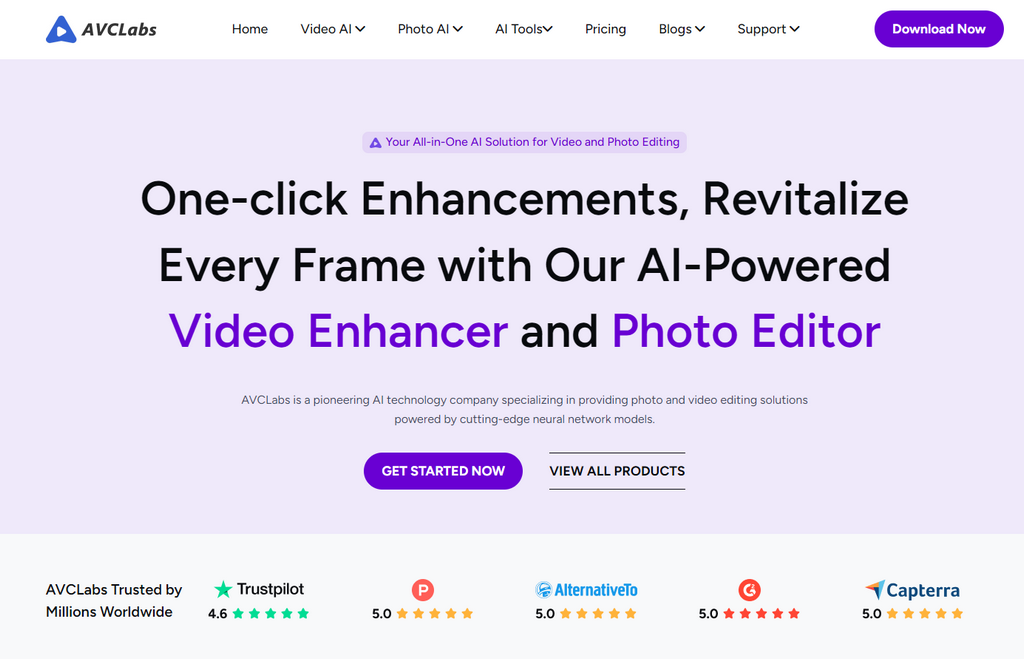 AVCLabs
Home
Video AI
Photo AI
AI Tools
Pricing
Blogs
Support
Download Now
Your All-in-One AI Solution for Video and Photo Editing
One-click Enhancements, Revitalize
Every Frame with Our AI-Powered
Video Enhancer and Photo Editor
AVCLabs is a pioneering AI technology company specializing in providing photo and video editing solutions
powered by cutting-edge neural network models.
GET STARTED NOW
VIEW ALL PRODUCTS
AVCLabs Trusted by
Millions Worldwide
Trustpilot
4.6
P
5.0
AlternativeTo
5.0
G
5.0
Capterra
5.0